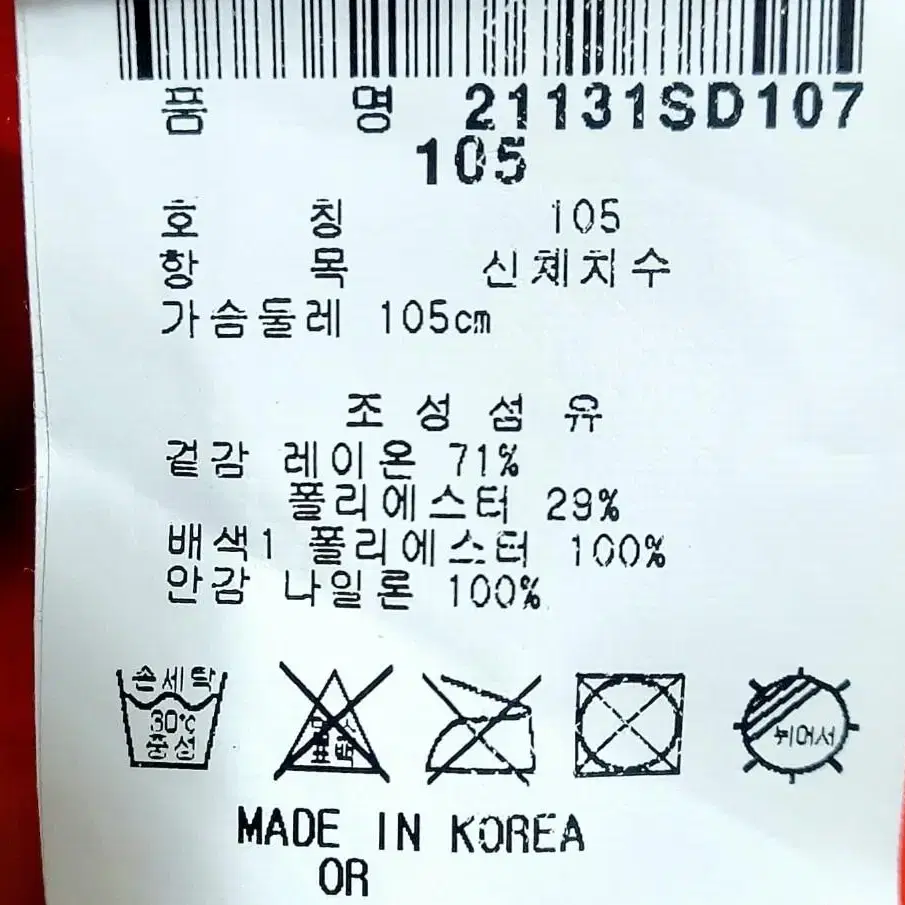 품 명 21131SD107
105
호 칭 105
항 목 신체치수
가슴둘레 105cm
조 성 섬 유
겉감 레이온 71%
폴리에스터 29%
배색1 폴리에스터 100%
안감 나일론 100%
손세탁
30℃
중성
표백
뉘어서
MADE IN KOREA
OR